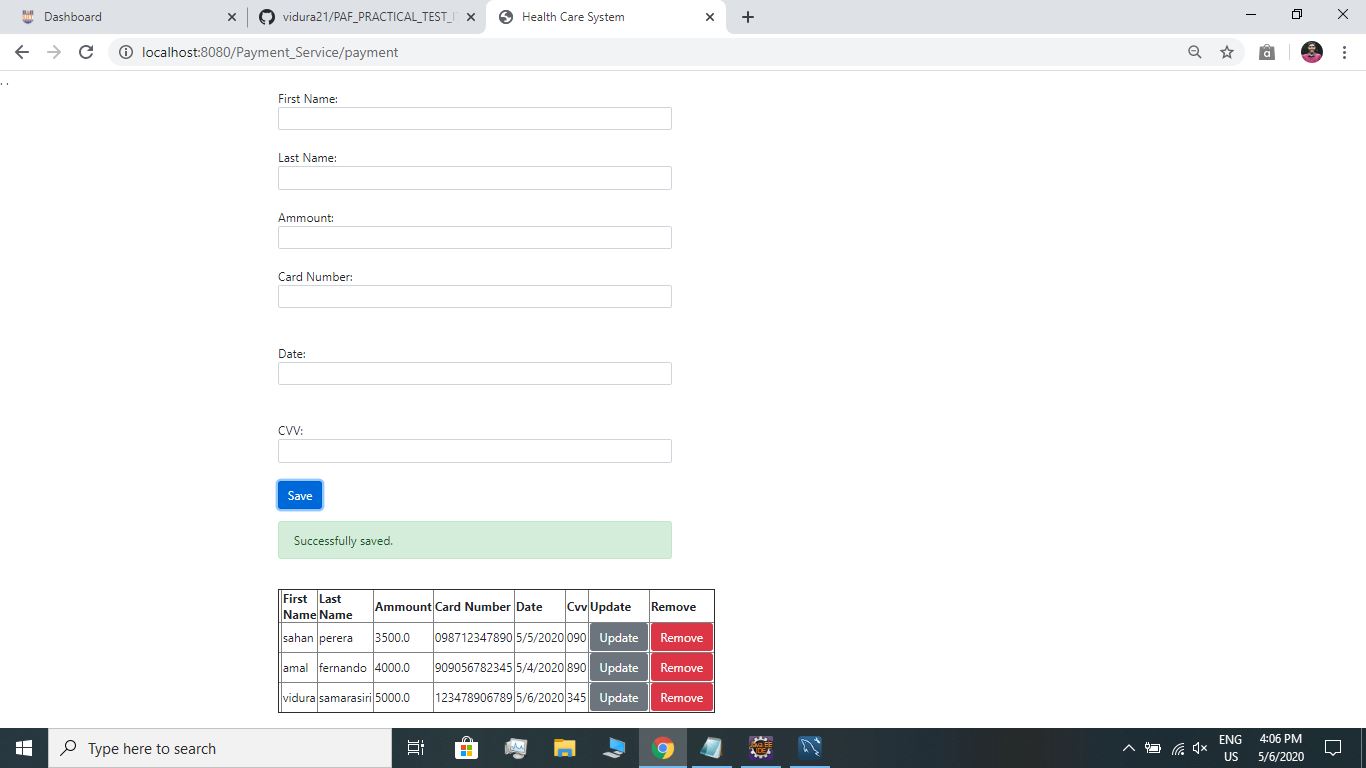 Dashboard
vidura21/PAF_PRACTICAL_TEST_
Health Care System
localhost:8080/Payment_Service/payment
. .
First Name:
Last Name:
Ammount:
Card Number:
Date:
CVV:
Save
Successfully saved.
First Name Last Name Ammount Card Number Date Cvv Update Remove
sahan perera 3500.0 098712347890 5/5/2020 090 Update Remove
amal fernando 4000.0 909056782345 5/4/2020 890 Update Remove
vidura samarasiri 5000.0 123478906789 5/6/2020 345 Update Remove
Type here to search
ENG
US
4:06 PM
5/6/2020